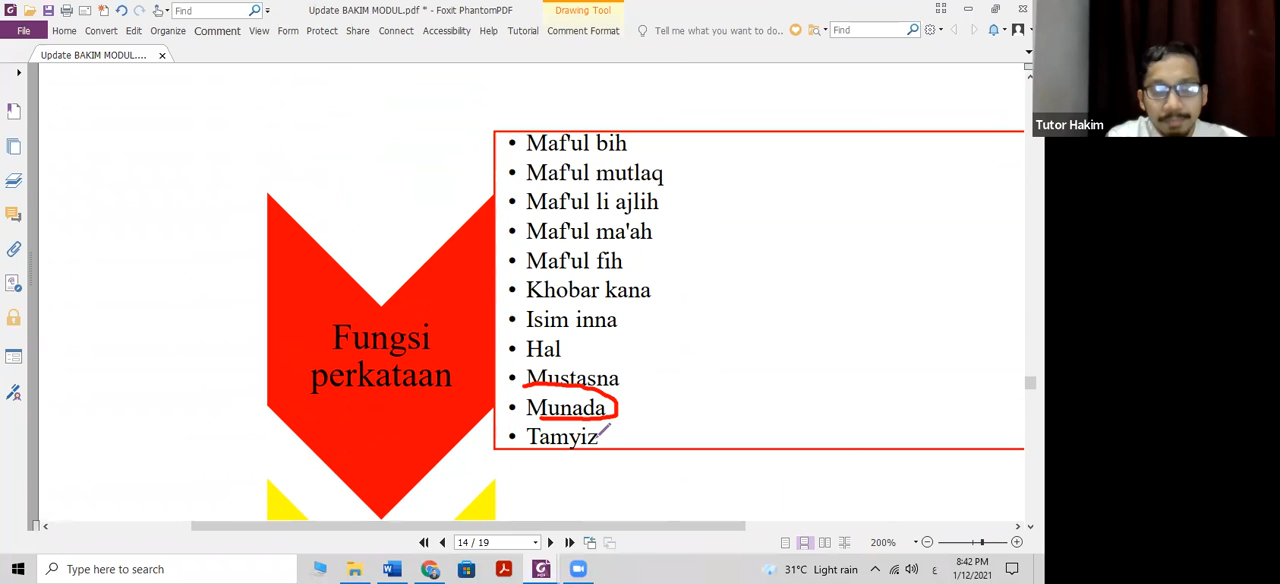 Find
Update BAKIM MODUL.pdf * - Foxit PhantomPDF
Drawing Tool
File
Home
Convert
Edit
Organize
Comment
View
Form
Protect
Share
Connect
Accessibility
Help
Tutorial
Comment Format
Tell me what you want to do..
Find
Update BAKIM MODUL....
Tutor Hakim
• Maf'ul bih
• Maf'ul mutlaq
• Maf'ul li ajlih
• Maf'ul ma'ah
• Maf'ul fih
• Khobar kana
• Isim inna
• Hal
• Mustasna
• Munada
• Tamyiz
Fungsi
perkataan
14 / 19
200%
Type here to search
31°C Light rain
ع
8:42 PM
1/12/2021